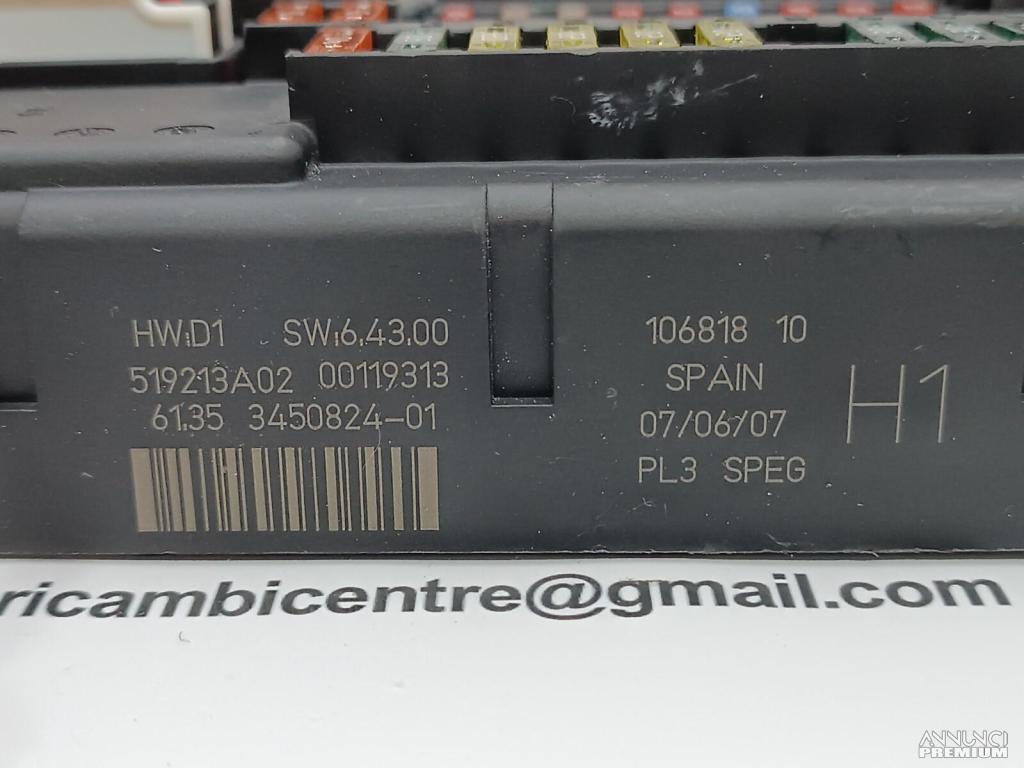 HW:D1 SW:6.43.00
519213A02 00119313
61.35 3450824-01
106818 10
SPAIN
07/06/07
PL3 SPEG
H1
ricambicentre@gmail.com
ANNUNCI
PREMIUM